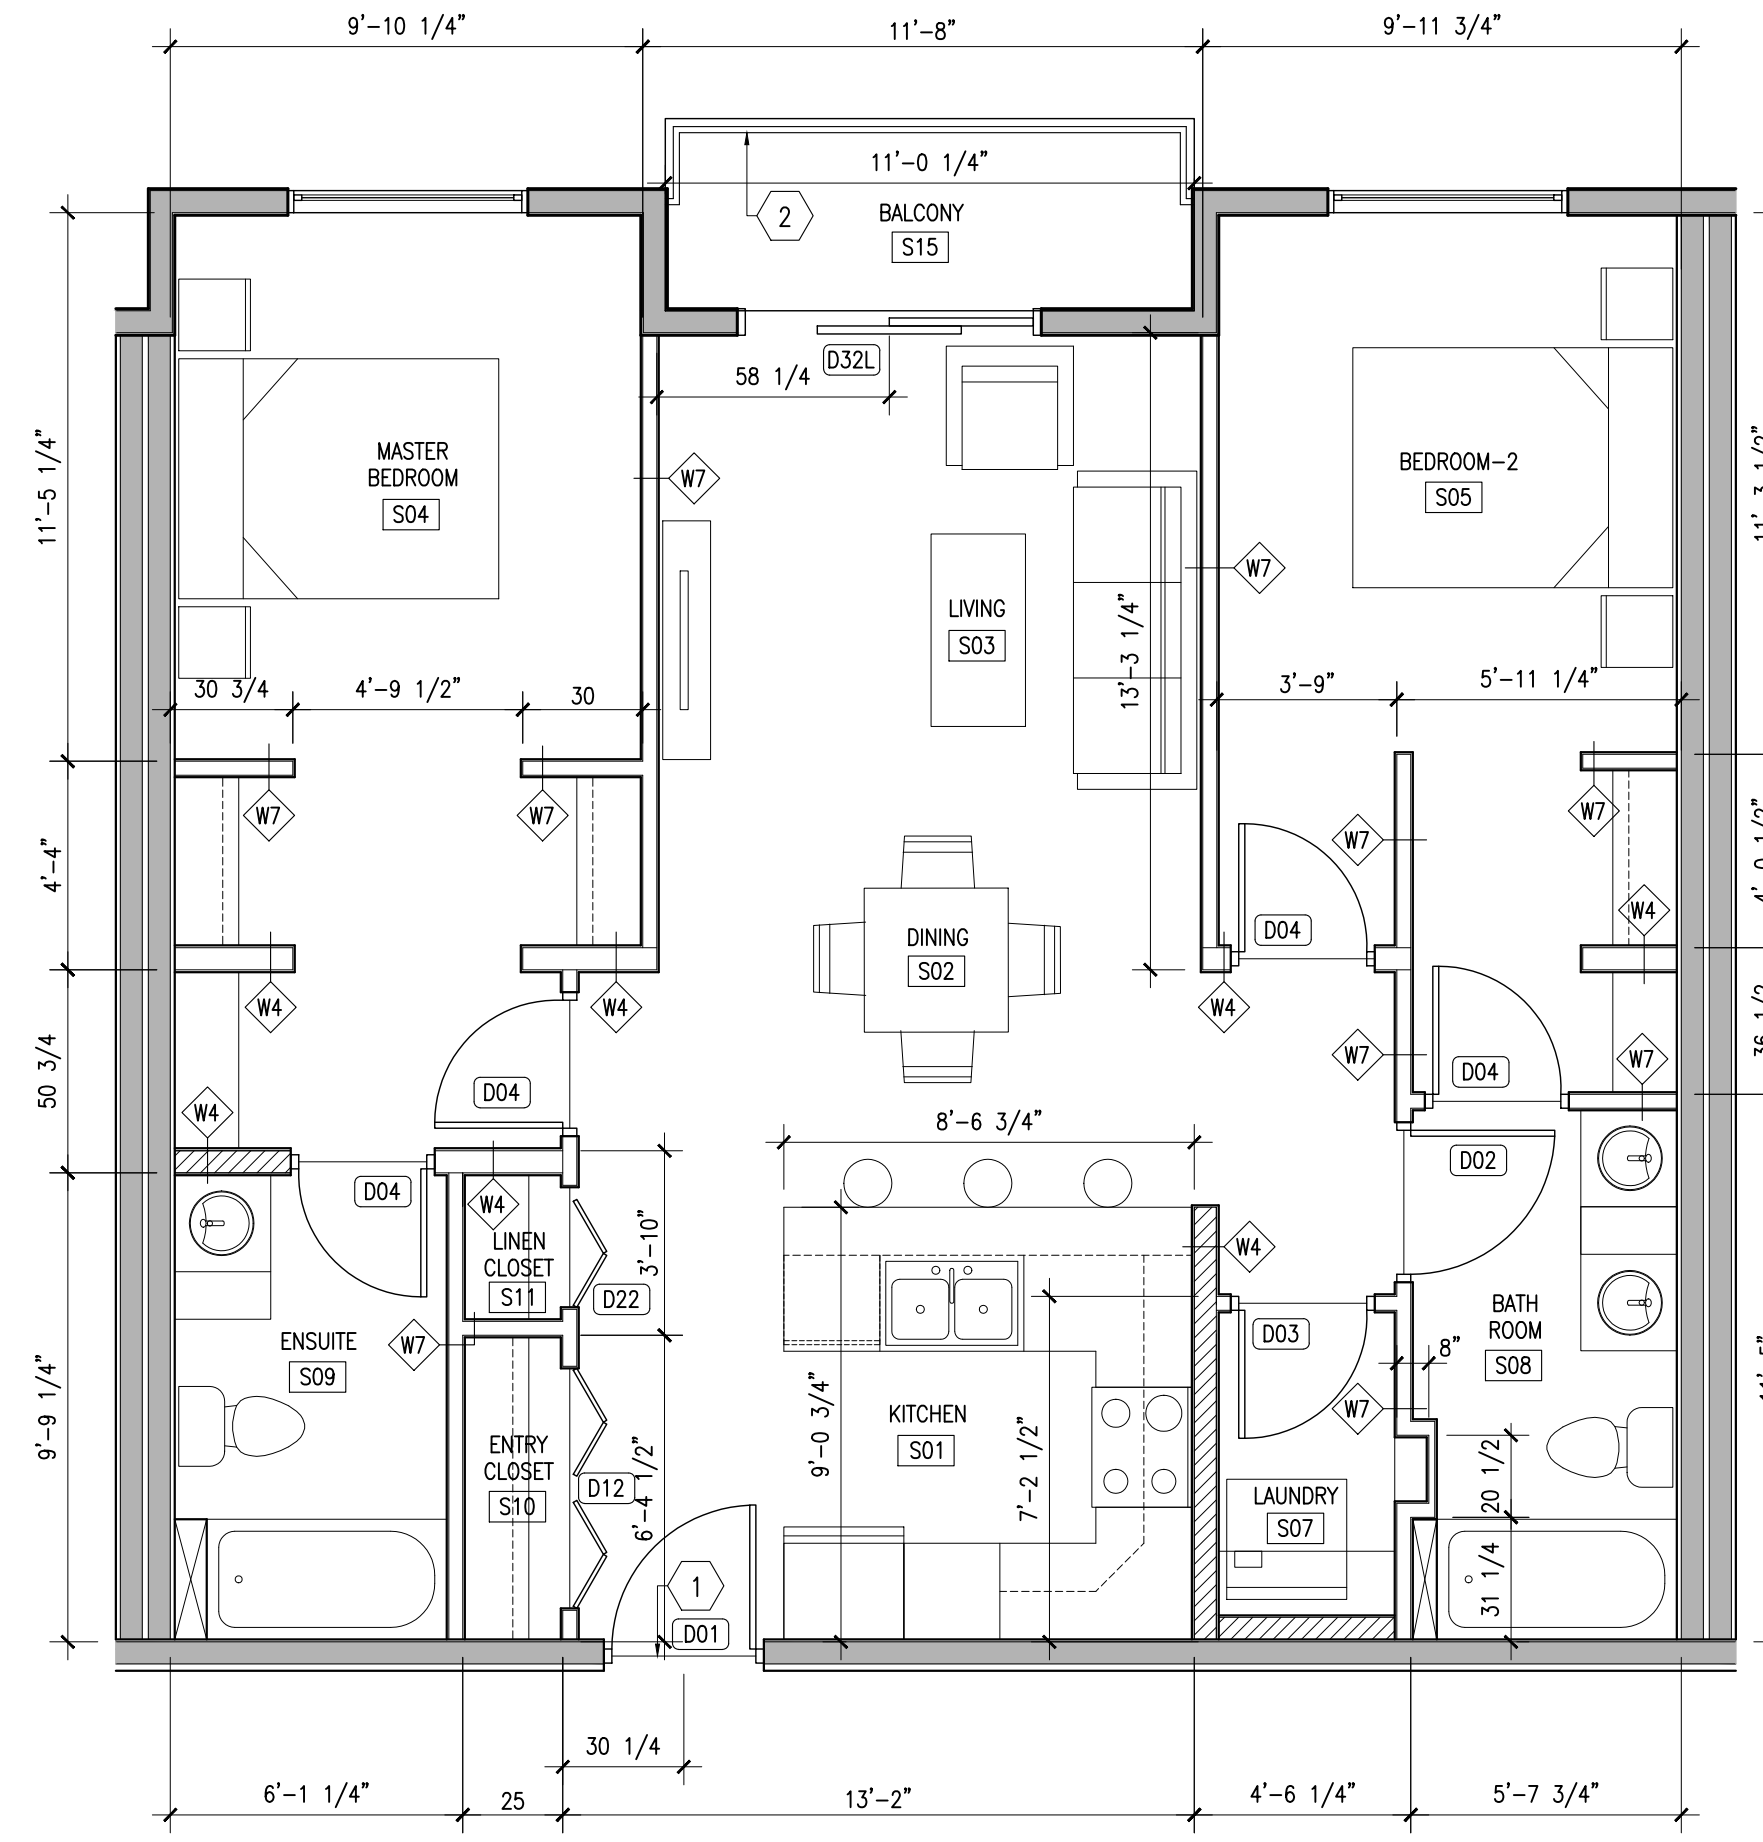 9'-10 1/4"
11'-8"
9'-11 3/4"
11'-0 1/4"
2
BALCONY
S15
D32L
58 1/4
11'-5 1/4"
MASTER
BEDROOM
S04
W7
BEDROOM-2
S05
W7
LIVING
S03
13'-3 1/4"
30 3/4
4'-9 1/2"
30
3'-9"
5'-11 1/4"
W7
W7
W7
W7
4'-4"
W4
D04
DINING
S02
W4
W4
W4
W7
W7
50 3/4
D04
D04
W4
8'-6 3/4"
D02
D04
W4
3'-10"
W4
LINEN
CLOSET
S11
D22
ENSUITE
S09
W7
D03
8"
BATH
ROOM
S08
9'-9 1/4"
9'-0 3/4"
KITCHEN
S01
7'-2 1/2"
W7
ENTRY
CLOSET
S10
D12
6'-4 1/2"
20 1/2
LAUNDRY
S07
31 1/4
1
D01
30 1/4
6'-1 1/4"
25
13'-2"
4'-6 1/4"
5'-7 3/4"